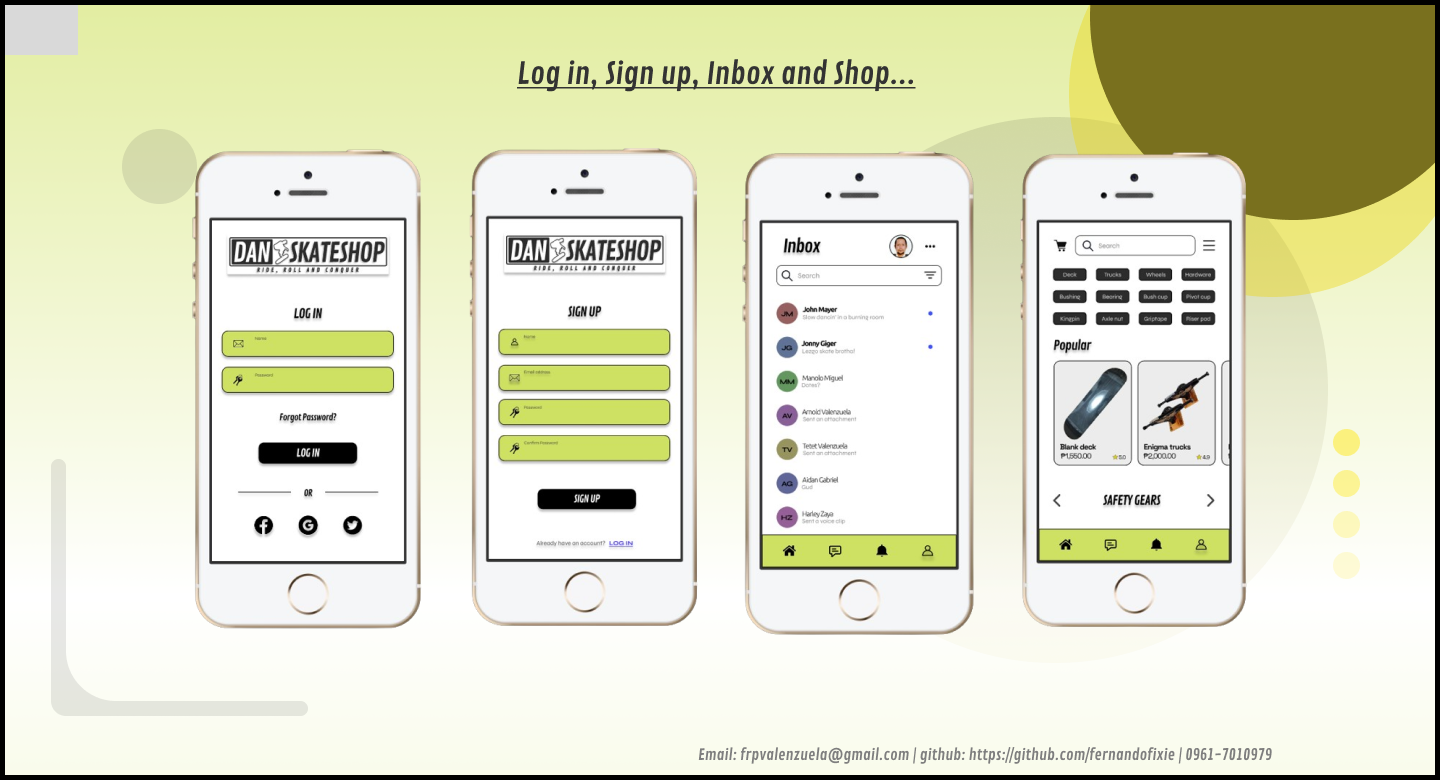 Log in, Sign up, Inbox and Shop...
DAN SKATESHOP
RIDE, ROLL AND CONQUER
LOG IN
Name
Password
Forgot Password?
LOG IN
OR
DAN SKATESHOP
RIDE, ROLL AND CONQUER
SIGN UP
Name
Email address
Password
Confirm Password
SIGN UP
Already have an account? LOG IN
Inbox
Search
JM John Mayer
Slow dancin' in a burning room
JG Jonny Giger
Lezgo skate brotha!
MM Manolo Miguel
Dones?
AV Arnold Valenzuela
Sent an attachment
TV Tetet Valenzuela
Sent an attachment
AG Aidan Gabriel
Gud
HZ Harley Zaya
Sent a voice clip
Search
Deck Trucks Wheels Hardware
Bushing Bearing Bush cup Pivot cup
Kingpin Axle nut Griptape Riser pad
Popular
Blank deck
₱1,550.00 5.0
Enigma trucks
₱2,000.00 4.9
SAFETY GEARS
Email: frpvalenzuela@gmail.com | github: https://github.com/fernandofixie | 0961-7010979